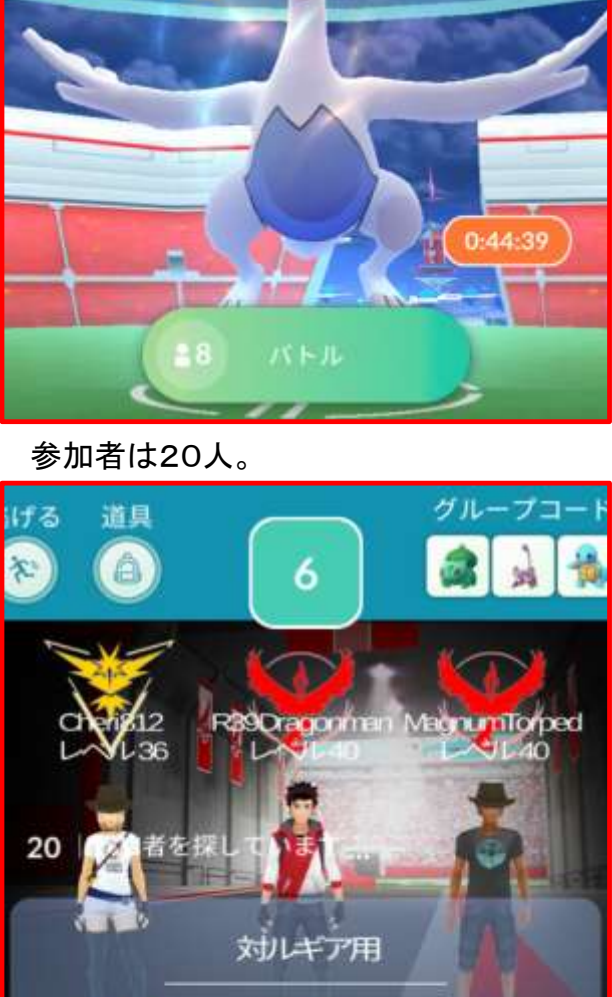 0:44:39
8 バトル
参加者は20人。
げる 道具 グループコード
6
Cheri812 R39Dragonman MagnumTorped
レベル36 レベル40 レベル40
20 者を探しています...
対ルギア用